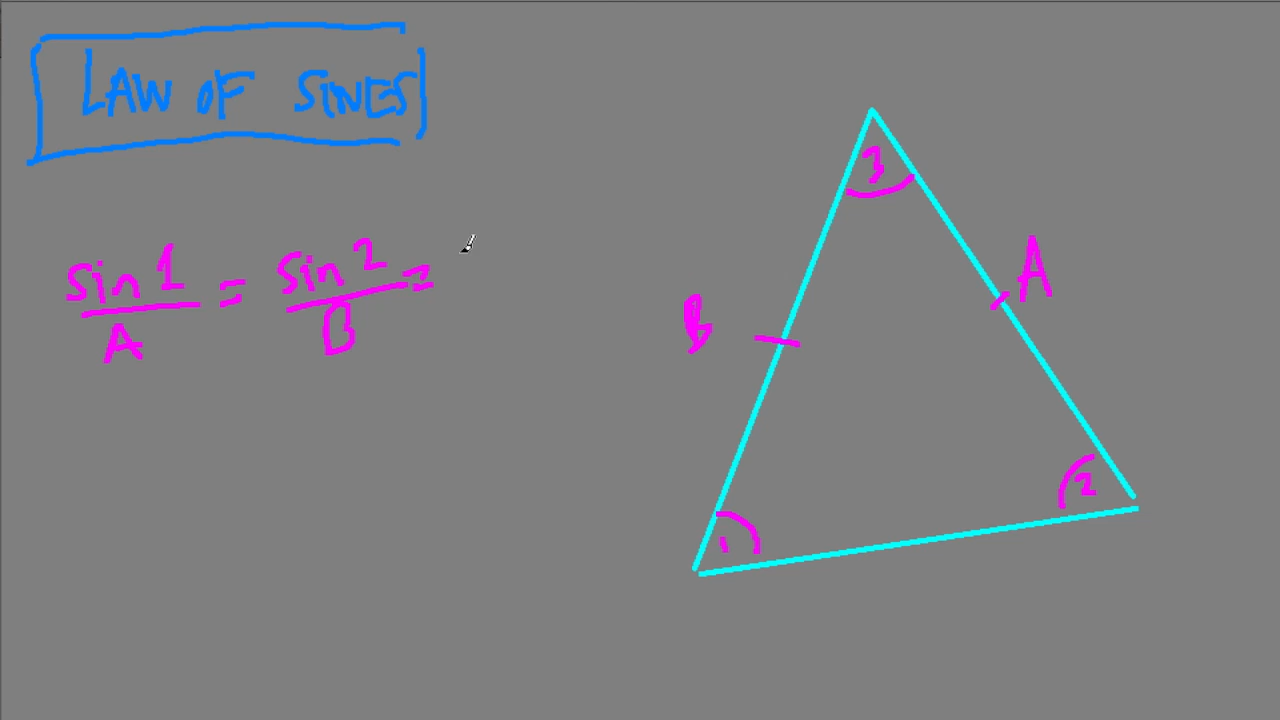 LAW OF SINES
sin 1 = sin 2 =
A B
3
A
B
2
1